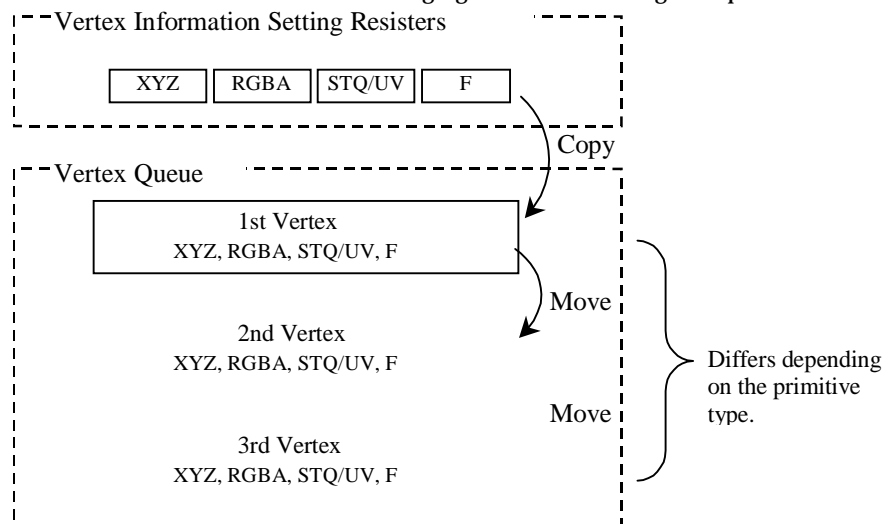 Vertex Information Setting Resisters
XYZ RGBA STQ/UV F
Copy
Vertex Queue
1st Vertex
XYZ, RGBA, STQ/UV, F
Move
2nd Vertex
XYZ, RGBA, STQ/UV, F
Differs depending
on the primitive
type.
Move
3rd Vertex
XYZ, RGBA, STQ/UV, F